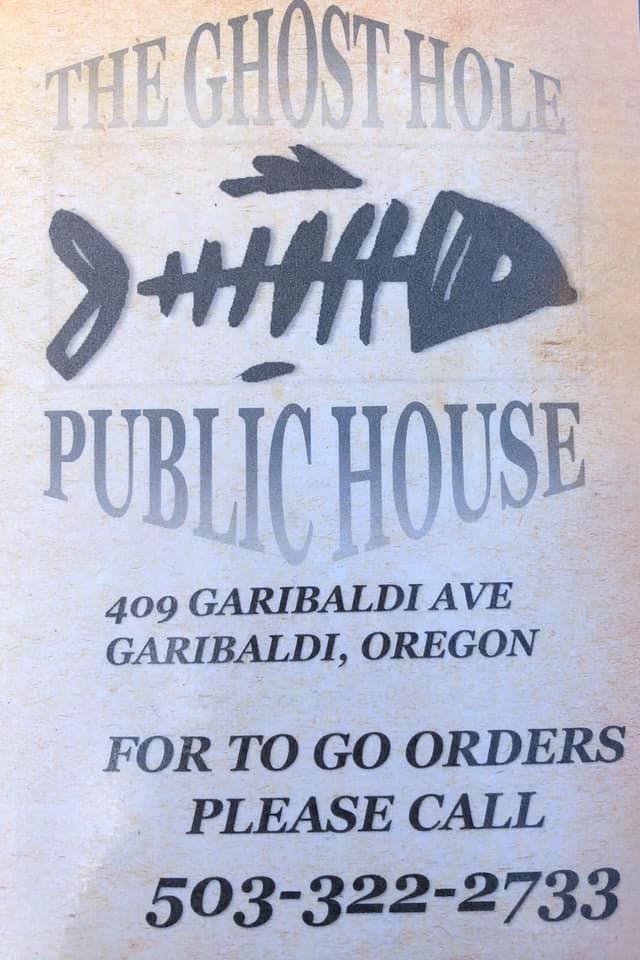 THE GHOST HOLE
PUBLIC HOUSE
409 GARIBALDI AVE
GARIBALDI, OREGON
FOR TO GO ORDERS
PLEASE CALL
503-322-2733